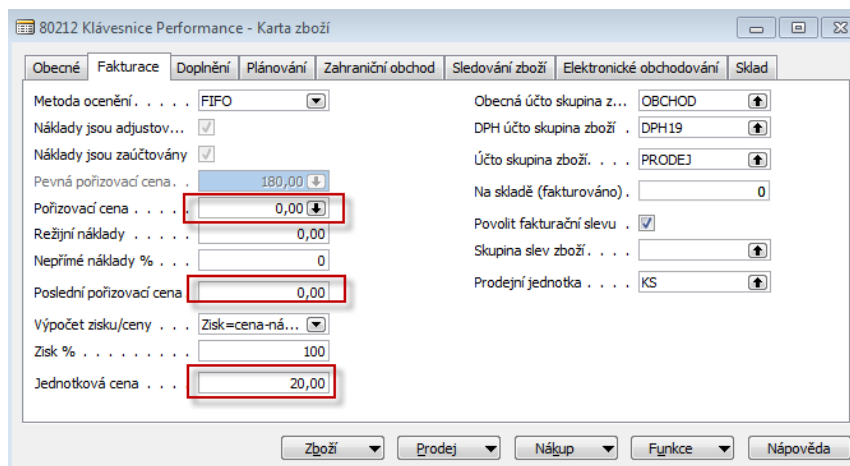 80212 Klávesnice Performance - Karta zboží
Obecné Fakturace Doplnění Plánování Zahraniční obchod Sledování zboží Elektronické obchodování Sklad
Metoda ocenění. . . . . FIFO
Náklady jsou adjustov...
Náklady jsou zaúčtovány
Pevná pořizovací cena. . 180,00
Pořizovací cena . . . . . 0,00
Režijní náklady . . . . . 0,00
Nepřímé náklady % . . . 0
Poslední pořizovací cena 0,00
Výpočet zisku/ceny . . . Zisk=cena-ná...
Zisk % . . . . . . . . . 100
Jednotková cena . . . . 20,00
Obecná účto skupina z... OBCHOD
DPH účto skupina zboží . DPH19
Účto skupina zboží. . . . PRODEJ
Na skladě (fakturováno) . 0
Povolit fakturační slevu .
Skupina slev zboží . . . .
Prodejní jednotka . . . . KS
Zboží Prodej Nákup Funkce Nápověda